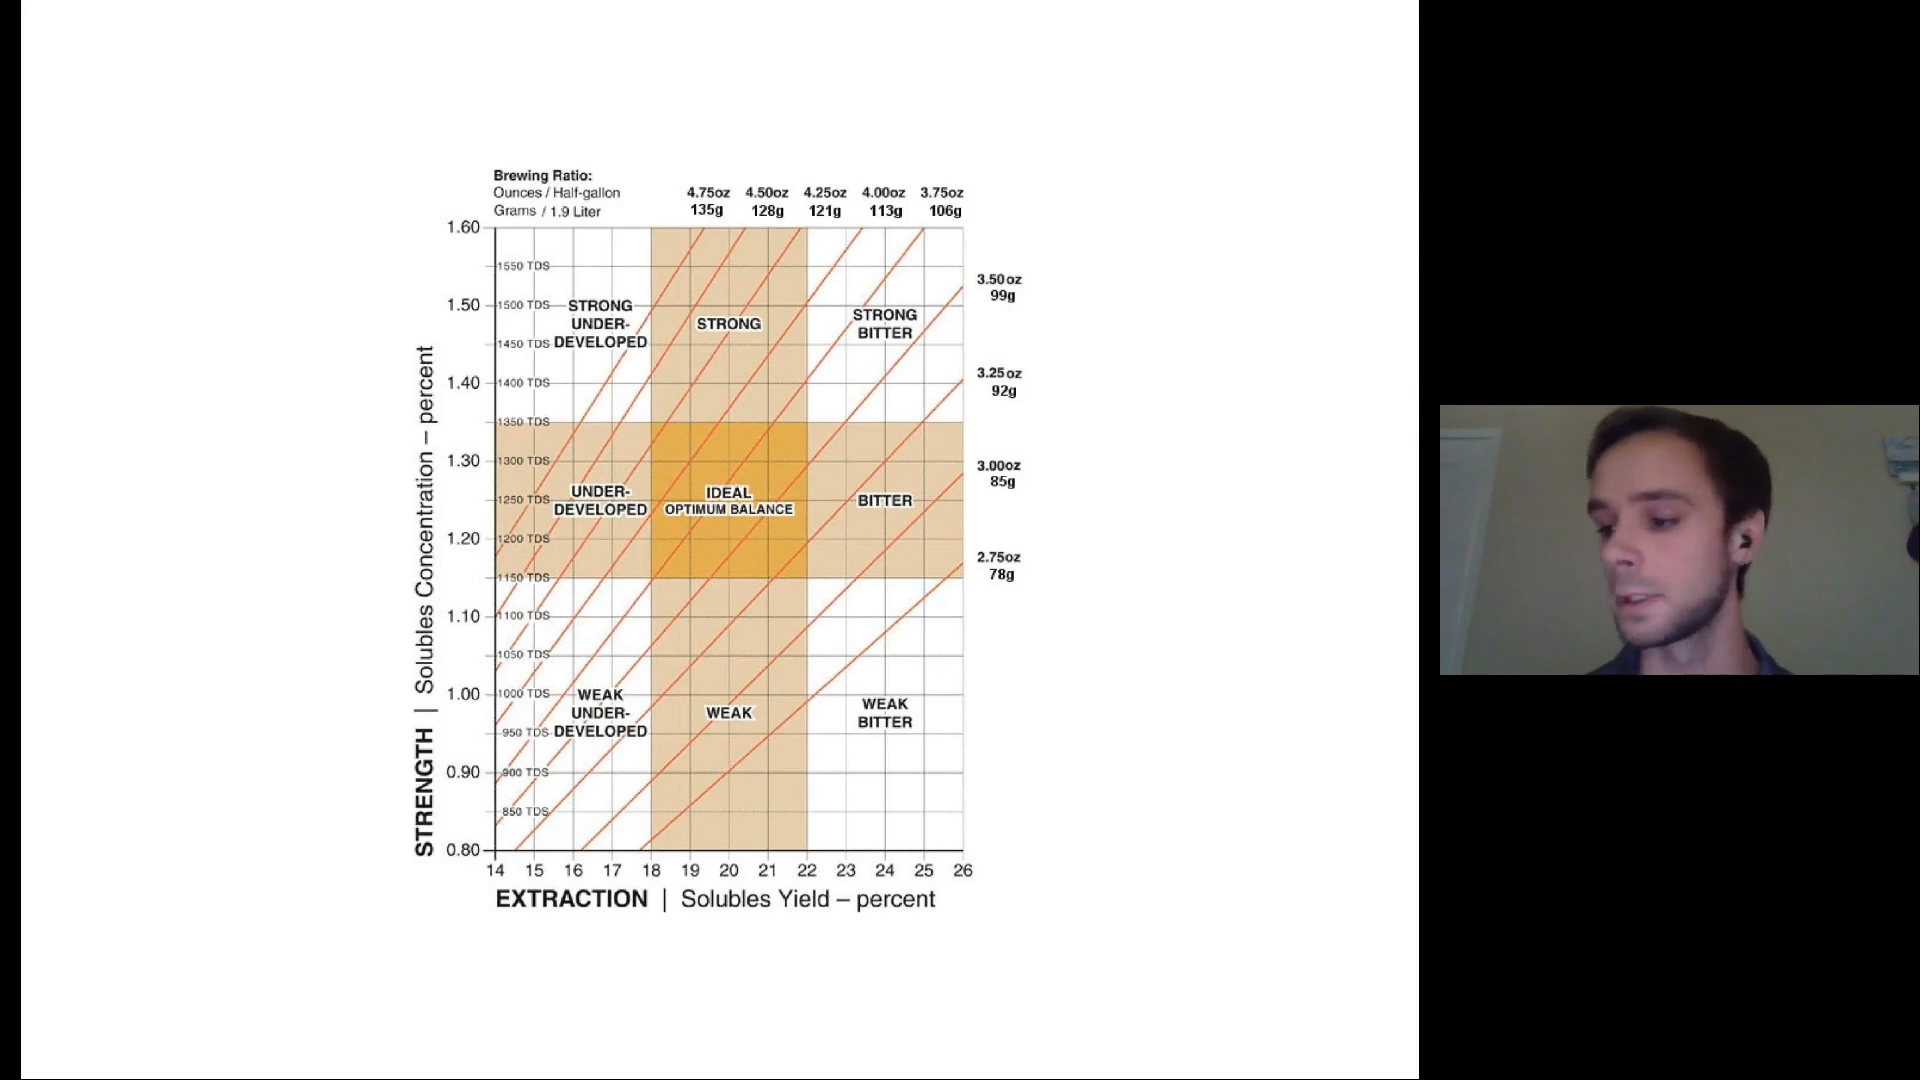 Brewing Ratio:
Ounces / Half-gallon
Grams / 1.9 Liter
4.75oz 4.50oz 4.25oz 4.00oz 3.75oz
135g 128g 121g 113g 106g
3.50oz
99g
3.25oz
92g
3.00oz
85g
2.75oz
78g
1.60
1.50
1.40
1.30
1.20
1.10
1.00
0.90
0.80
1550 TDS
1500 TDS
1450 TDS
1400 TDS
1350 TDS
1300 TDS
1250 TDS
1200 TDS
1150 TDS
1100 TDS
1050 TDS
1000 TDS
950 TDS
900 TDS
850 TDS
STRONG
UNDER-
DEVELOPED
STRONG
STRONG
BITTER
UNDER-
DEVELOPED
IDEAL
OPTIMUM BALANCE
BITTER
WEAK
UNDER-
DEVELOPED
WEAK
WEAK
BITTER
STRENGTH | Solubles Concentration – percent
14 15 16 17 18 19 20 21 22 23 24 25 26
EXTRACTION | Solubles Yield – percent